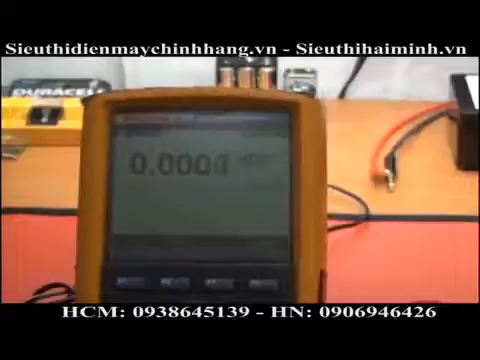 Sieuthidienmaychinhhang.vn - Sieuthihaiminh.vn
DURACELL
0.0004
HCM: 0938645139 - HN: 0906946426